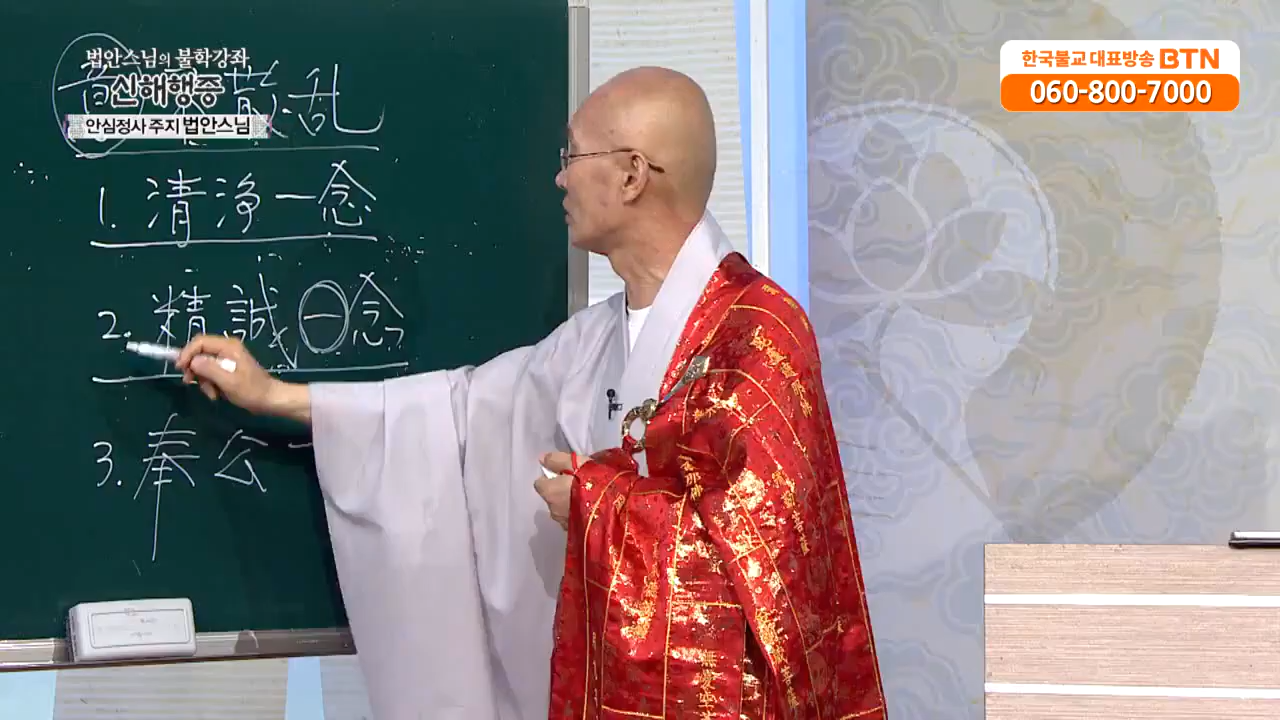 법안스님의 불학강좌
신해행증
안심정사 주지 법안스님
한국불교 대표방송 BTN
060-800-7000
乱
1. 清淨一念
2. 精誠一念
3. 奉公一